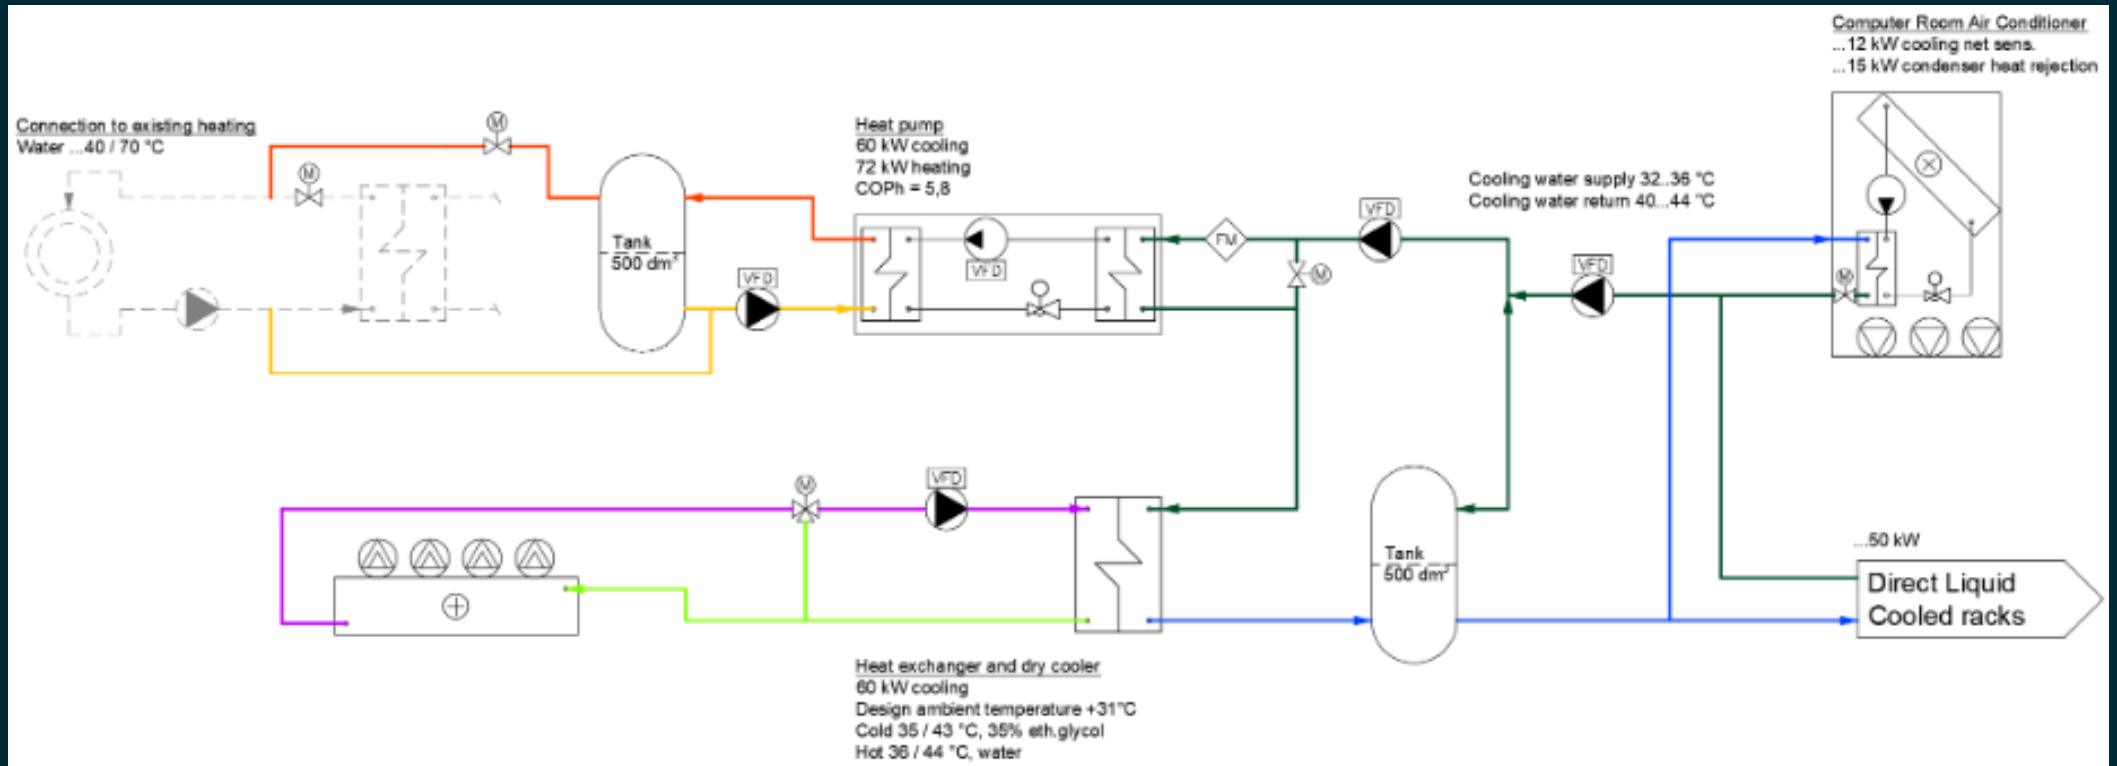 Computer Room Air Conditioner
...12 kW cooling net sens.
...15 kW condenser heat rejection
Connection to existing heating
Water ...40 / 70 °C
M
M
Heat pump
60 kW cooling
72 kW heating
COPh = 5,8
Cooling water supply 32..36 °C
Cooling water return 40...44 °C
VFD
FM
VFD
VFD
VFD
M
M
Tank
500 dm³
...50 kW
Direct Liquid
Cooled racks
M
VFD
Tank
500 dm³
Heat exchanger and dry cooler
60 kW cooling
Design ambient temperature +31°C
Cold 35 / 43 °C, 35% eth.glycol
Hot 36 / 44 °C, water